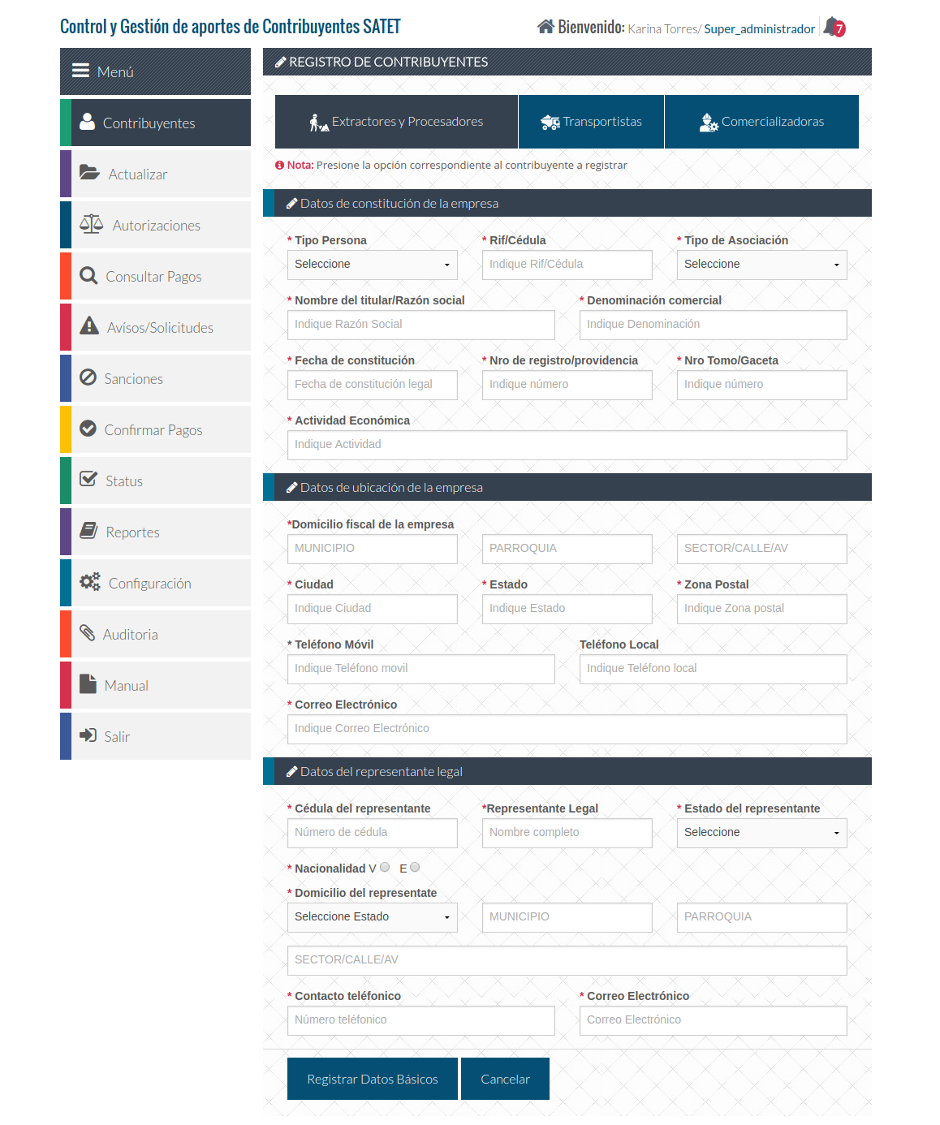 Control y Gestión de aportes de Contribuyentes SATET
Bienvenido: Karina Torres/ Super_administrador 7
Menú
Contribuyentes
Actualizar
Autorizaciones
Consultar Pagos
Avisos/Solicitudes
Sanciones
Confirmar Pagos
Status
Reportes
Configuración
Auditoria
Manual
Salir
REGISTRO DE CONTRIBUYENTES
Extractores y Procesadores Transportistas Comercializadoras
Nota: Presione la opción correspondiente al contribuyente a registrar
Datos de constitución de la empresa
* Tipo Persona * Rif/Cédula * Tipo de Asociación
Seleccione Indique Rif/Cédula Seleccione
* Nombre del titular/Razón social * Denominación comercial
Indique Razón Social Indique Denominación
* Fecha de constitución * Nro de registro/providencia * Nro Tomo/Gaceta
Fecha de constitución legal Indique número Indique número
* Actividad Económica
Indique Actividad
Datos de ubicación de la empresa
*Domicilio fiscal de la empresa
MUNICIPIO PARROQUIA SECTOR/CALLE/AV
* Ciudad * Estado * Zona Postal
Indique Ciudad Indique Estado Indique Zona postal
* Teléfono Móvil Teléfono Local
Indique Teléfono movil Indique Teléfono local
* Correo Electrónico
Indique Correo Electrónico
Datos del representante legal
* Cédula del representante *Representante Legal * Estado del representante
Número de cédula Nombre completo Seleccione
* Nacionalidad V E
* Domicilio del representate
Seleccione Estado MUNICIPIO PARROQUIA
SECTOR/CALLE/AV
* Contacto teléfonico * Correo Electrónico
Número teléfonico Correo Electrónico
Registrar Datos Básicos Cancelar